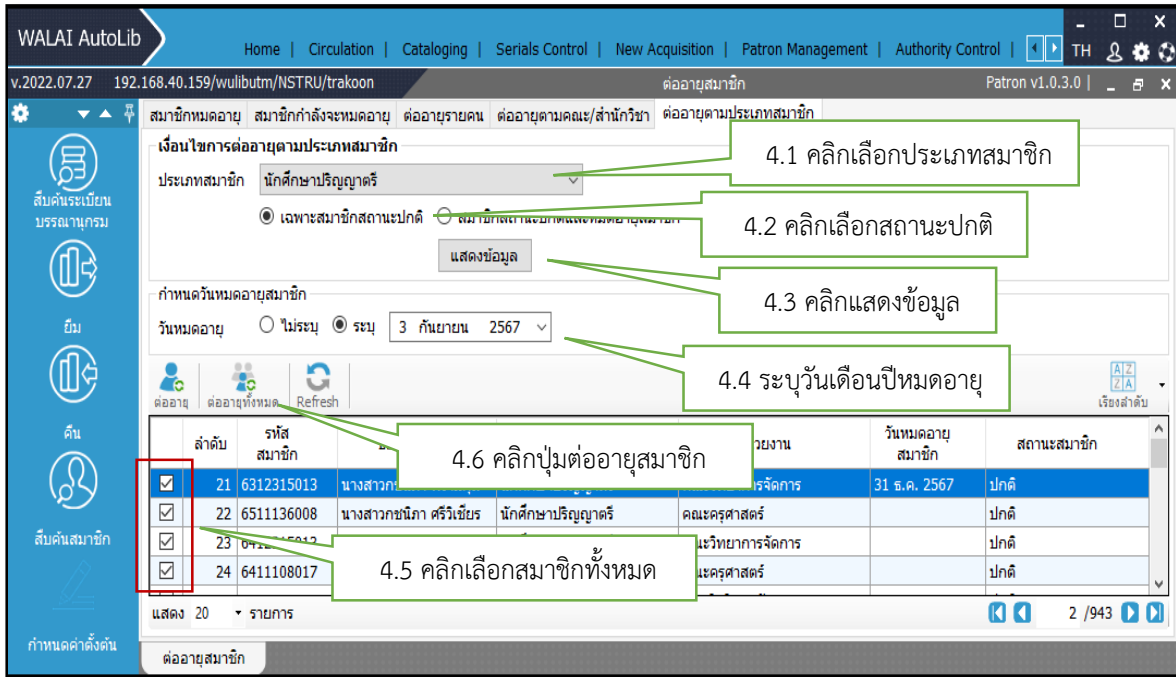 WALAI AutoLib
Home | Circulation | Cataloging | Serials Control | New Acquisition | Patron Management | Authority Control | TH
v.2022.07.27 192.168.40.159/wulibutm/NSTRU/trakoon ต่ออายุสมาชิก Patron v1.0.3.0 |
สมาชิกหมดอายุ สมาชิกกำลังจะหมดอายุ ต่ออายุรายคน ต่ออายุตามคณะ/สำนักวิชา ต่ออายุตามประเภทสมาชิก
เงื่อนไขการต่ออายุตามประเภทสมาชิก
4.1 คลิกเลือกประเภทสมาชิก
ประเภทสมาชิก นักศึกษาปริญญาตรี
สืบค้นระเบียน
บรรณานุกรม
เฉพาะสมาชิกสถานะปกติ สมาชิกสถานะปกติและหมดอายุสมาชิก
4.2 คลิกเลือกสถานะปกติ
แสดงข้อมูล
4.3 คลิกแสดงข้อมูล
กำหนดวันหมดอายุสมาชิก
ยืม
วันหมดอายุ ไม่ระบุ ระบุ 3 กันยายน 2567
4.4 ระบุวันเดือนปีหมดอายุ
ต่ออายุ ต่ออายุทั้งหมด Refresh
A Z
Z A
เรียงลำดับ
คืน
ลำดับ รหัส สมาชิก วันหมดอายุ สมาชิก สถานะสมาชิก
4.6 คลิกปุ่มต่ออายุสมาชิก
21 6312315013 31 ธ.ค. 2567 ปกติ
22 6511136008 นางสาวกชนิภา ศรีวิเชียร นักศึกษาปริญญาตรี คณะครุศาสตร์ ปกติ
สืบค้นสมาชิก
23 ปกติ
4.5 คลิกเลือกสมาชิกทั้งหมด
24 6411108017 ปกติ
แสดง 20 รายการ 2 /943
กำหนดค่าตั้งต้น
ต่ออายุสมาชิก